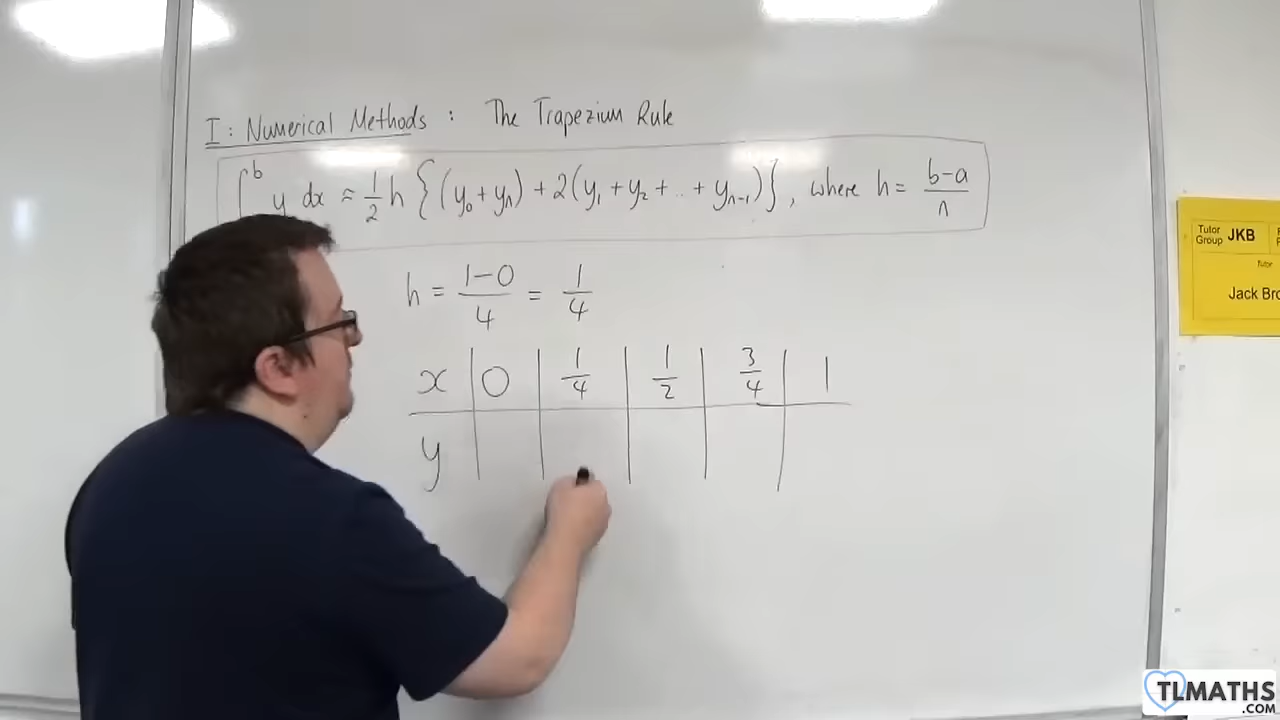 I: Numerical Methods : The Trapezium Rule
∫ᵇ y dx ≈ 1/2 h {(y₀+yₙ) + 2(y₁+y₂+..+yₙ₋₁)}, where h = b-a/n
h = 1-0/4 = 1/4
x | 0 | 1/4 | 1/2 | 3/4 | 1
y
Tutor Group JKB
Tutor
Jack Bro
TLMATHS
.COM